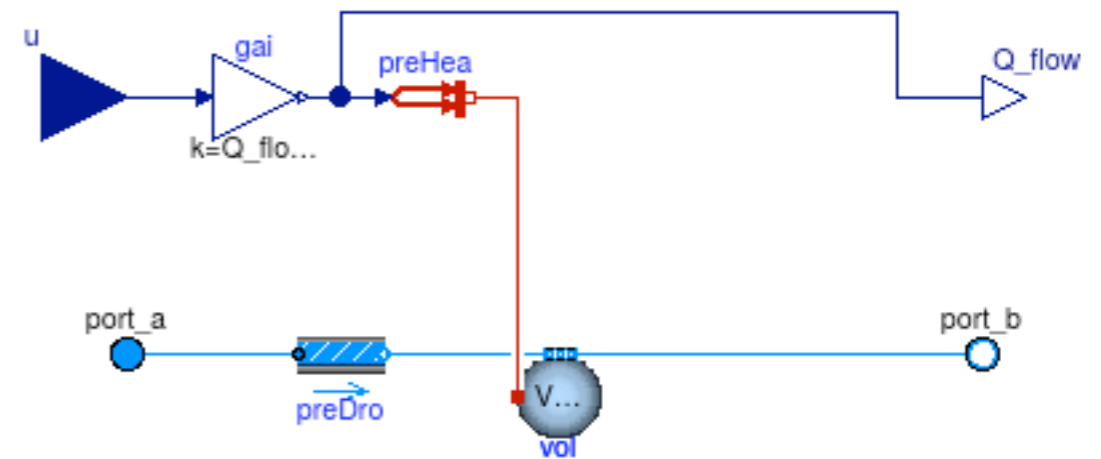 u
gai
preHea
Q_flow
k=Q_flo...
port_a
port_b
preDro
V...
vol